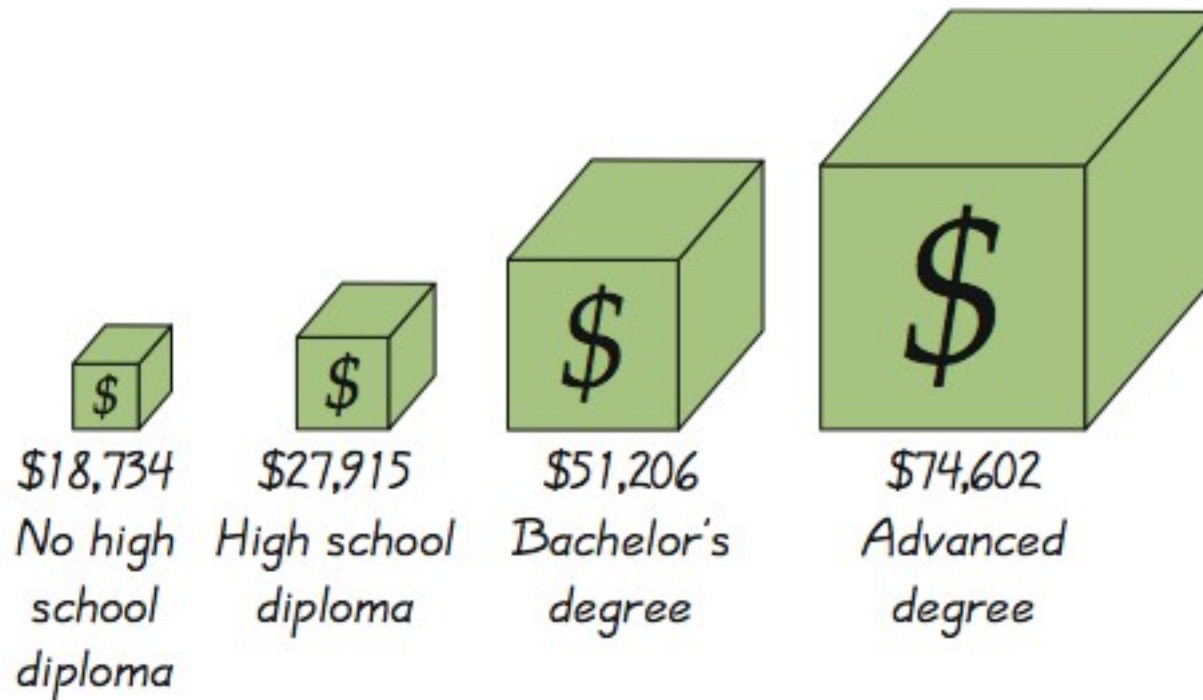 $
$
$
$
$18,734
No high
school
diploma
$27,915
High school
diploma
$51,206
Bachelor's
degree
$74,602
Advanced
degree